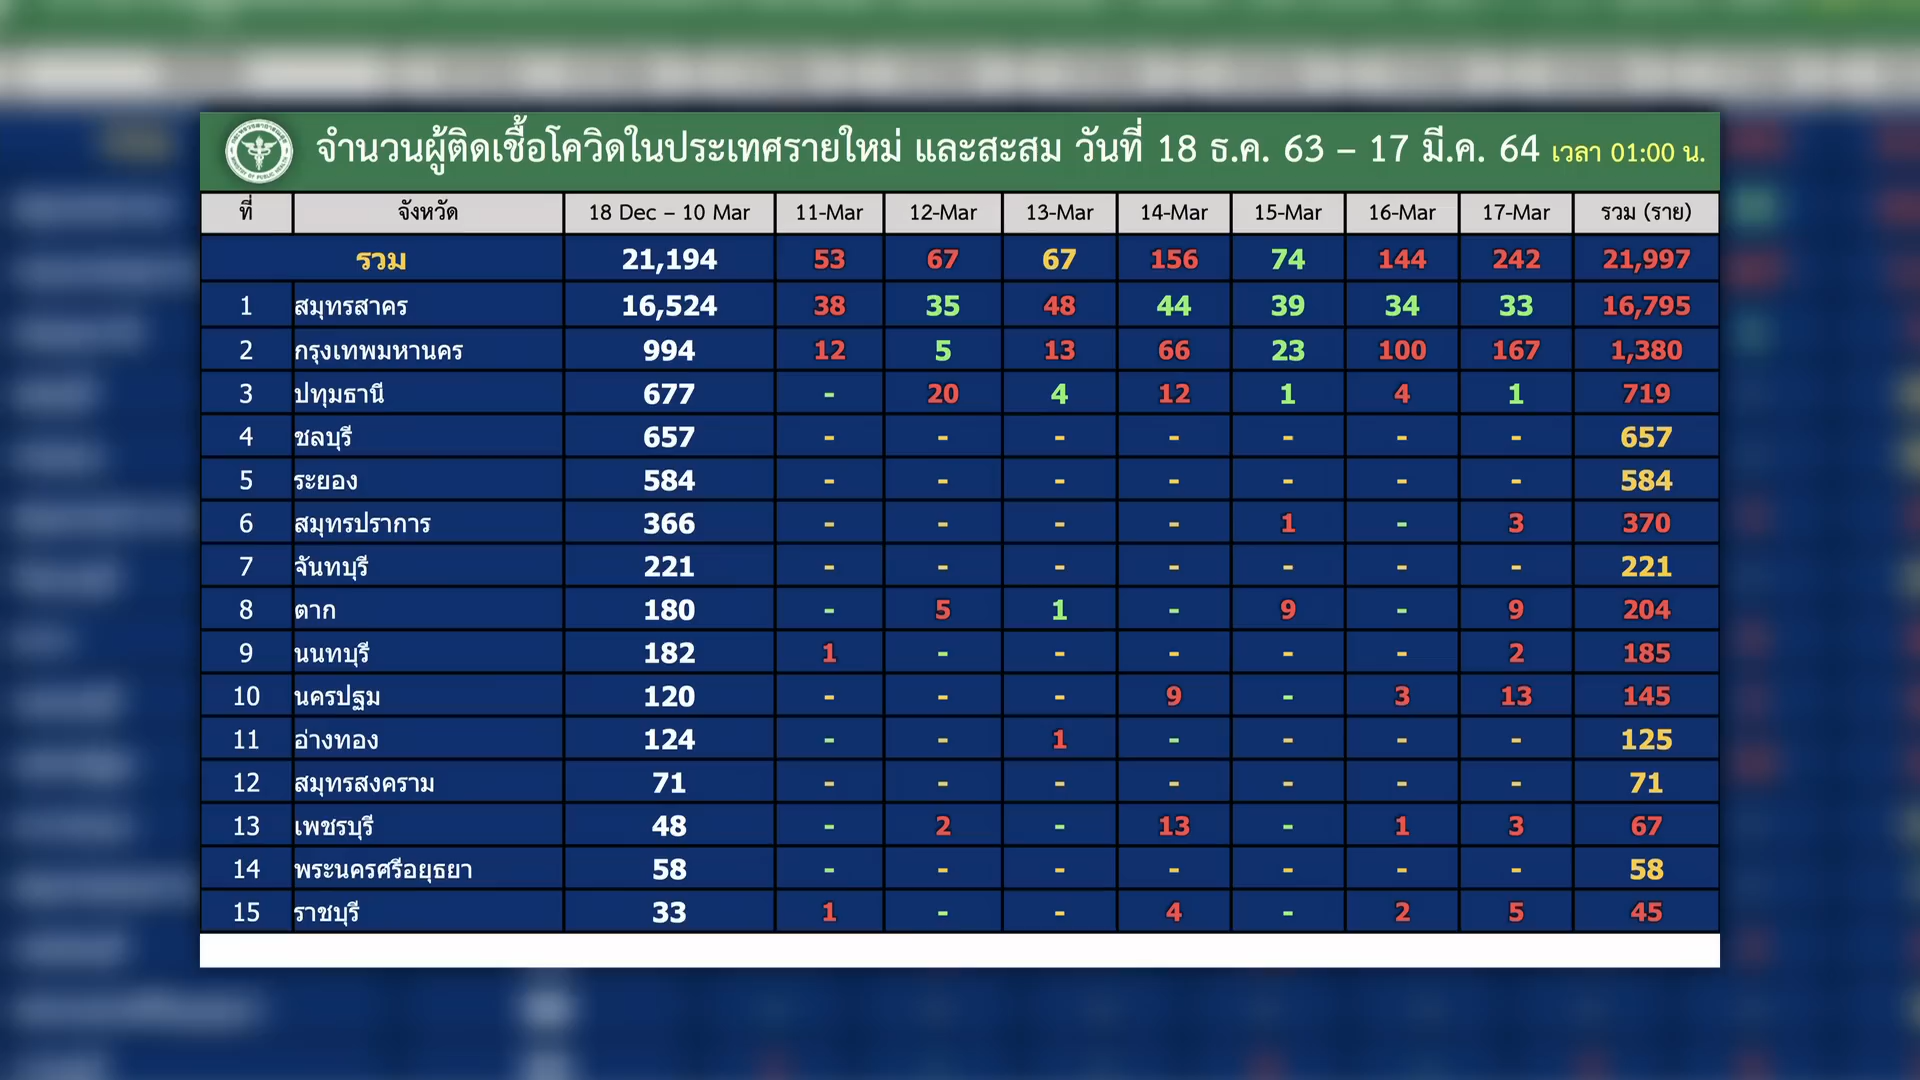 จำนวนผู้ติดเชื้อโควิดในประเทศรายใหม่ และสะสม วันที่ 18 ธ.ค. 63 – 17 มี.ค. 64 เวลา 01:00 น.
ที่ จังหวัด 18 Dec – 10 Mar 11-Mar 12-Mar 13-Mar 14-Mar 15-Mar 16-Mar 17-Mar รวม (ราย)
รวม 21,194 53 67 67 156 74 144 242 21,997
1 สมุทรสาคร 16,524 38 35 48 44 39 34 33 16,795
2 กรุงเทพมหานคร 994 12 5 13 66 23 100 167 1,380
3 ปทุมธานี 677 - 20 4 12 1 4 1 719
4 ชลบุรี 657 - - - - - - - 657
5 ระยอง 584 - - - - - - - 584
6 สมุทรปราการ 366 - - - - 1 - 3 370
7 จันทบุรี 221 - - - - - - - 221
8 ตาก 180 - 5 1 - 9 - 9 204
9 นนทบุรี 182 1 - - - - - 2 185
10 นครปฐม 120 - - - 9 - 3 13 145
11 อ่างทอง 124 - - 1 - - - - 125
12 สมุทรสงคราม 71 - - - - - - - 71
13 เพชรบุรี 48 - 2 - 13 - 1 3 67
14 พระนครศรีอยุธยา 58 - - - - - - - 58
15 ราชบุรี 33 1 - - 4 - 2 5 45